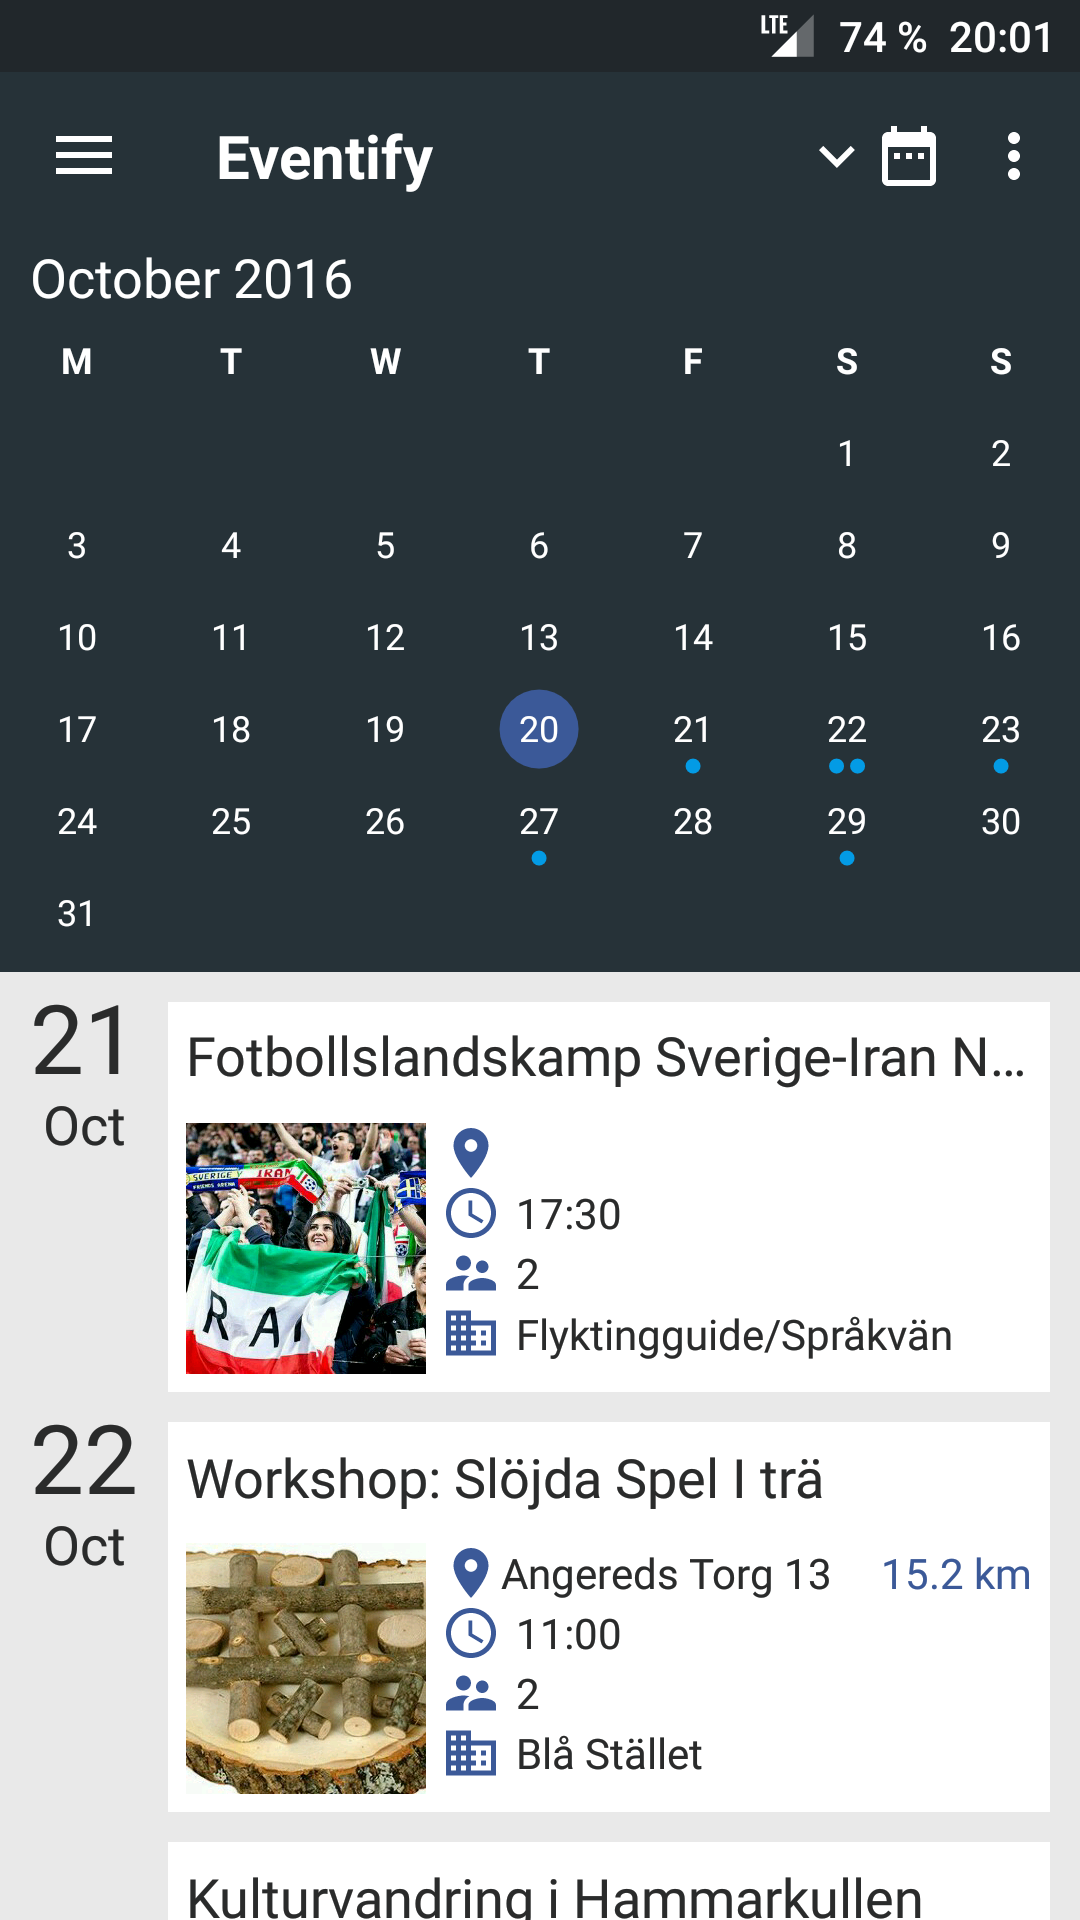 LTE 74 % 20:01
Eventify
October 2016
M T W T F S S
1 2
3 4 5 6 7 8 9
10 11 12 13 14 15 16
17 18 19 20 21 22 23
24 25 26 27 28 29 30
31
21
Oct
Fotbollslandskamp Sverige-Iran N...
SVERIGE IRAN
FRIENDS ARENA
RAI
17:30
2
Flyktingguide/Språkvän
22
Oct
Workshop: Slöjda Spel I trä
Angereds Torg 13 15.2 km
11:00
2
Blå Stället
Kulturvandring i Hammarkullen